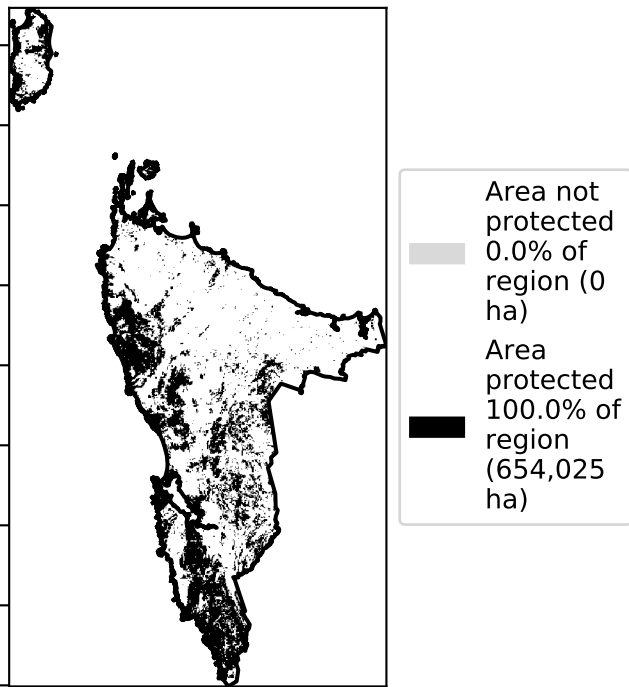 Area not
protected
0.0% of
region (0
ha)
Area
protected
100.0% of
region
(654,025
ha)